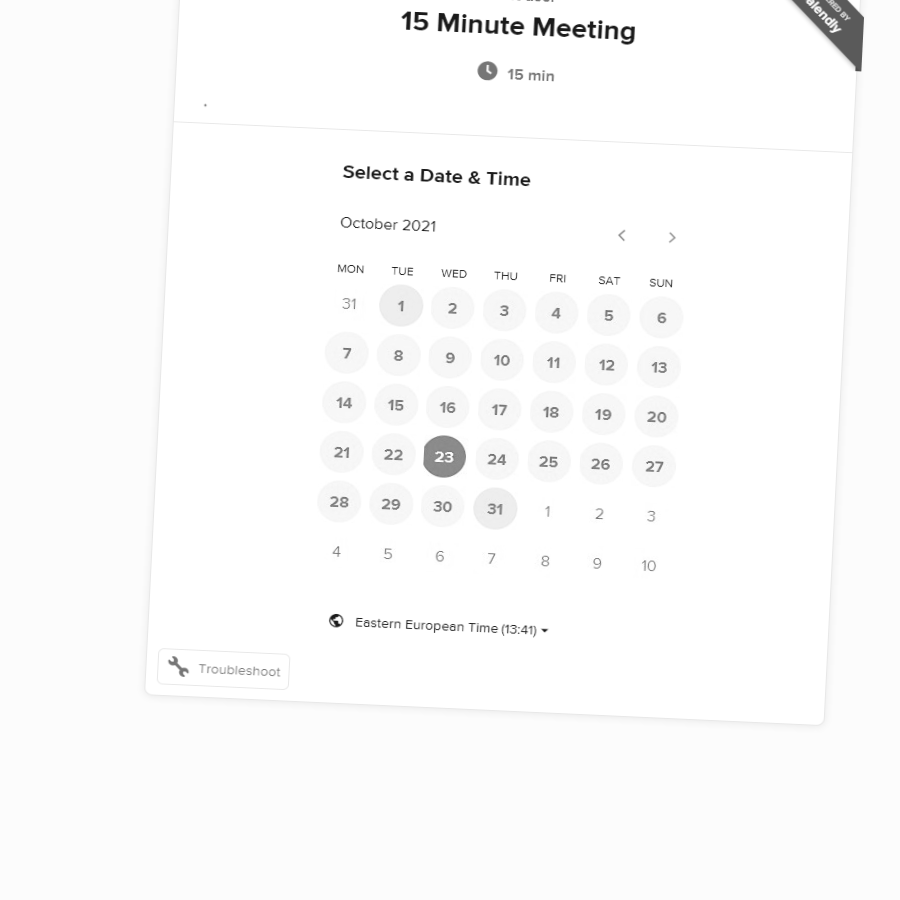 15 Minute Meeting
15 min
.
Select a Date & Time
October 2021
MON TUE WED THU FRI SAT SUN
31 1 2 3 4 5 6
7 8 9 10 11 12 13
14 15 16 17 18 19 20
21 22 23 24 25 26 27
28 29 30 31 1 2 3
4 5 6 7 8 9 10
Eastern European Time (13:41)
Troubleshoot